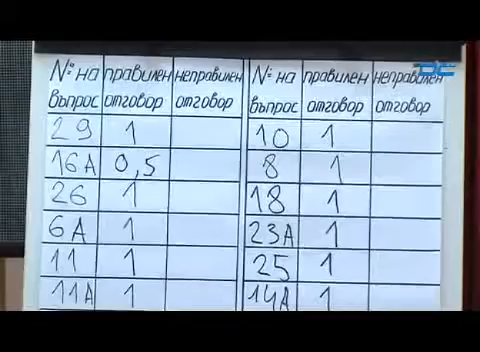 № на правилен неправилен № на правилен неправилен
въпрос отговор отговор въпрос отговор отговор
29 1 10 1
16А 0,5 8 1
26 1 18 1
6А 1 23А 1
11 1 25 1
11А 1 14А 1